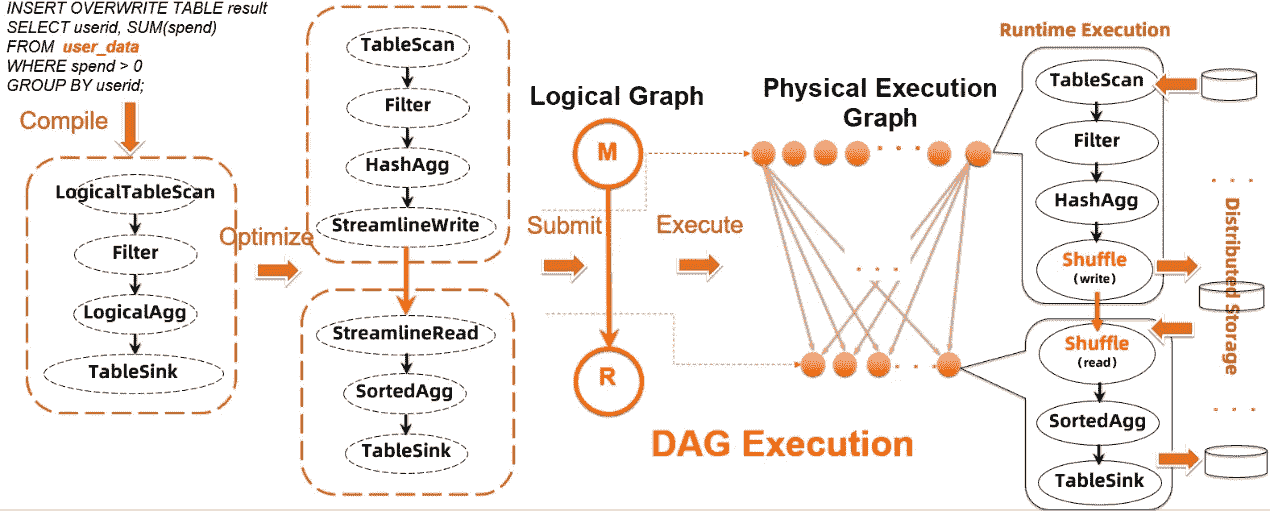 INSERT OVERWRITE TABLE result
SELECT userid, SUM(spend)
FROM user_data
WHERE spend > 0
GROUP BY userid;
Compile
LogicalTableScan
Filter
LogicalAgg
TableSink
Optimize
TableScan
Filter
HashAgg
StreamlineWrite
StreamlineRead
SortedAgg
TableSink
Submit
Logical Graph
M
R
Execute
Physical Execution
Graph
DAG Execution
Runtime Execution
TableScan
Filter
HashAgg
Shuffle
(write)
Shuffle
(read)
SortedAgg
TableSink
Distributed Storage